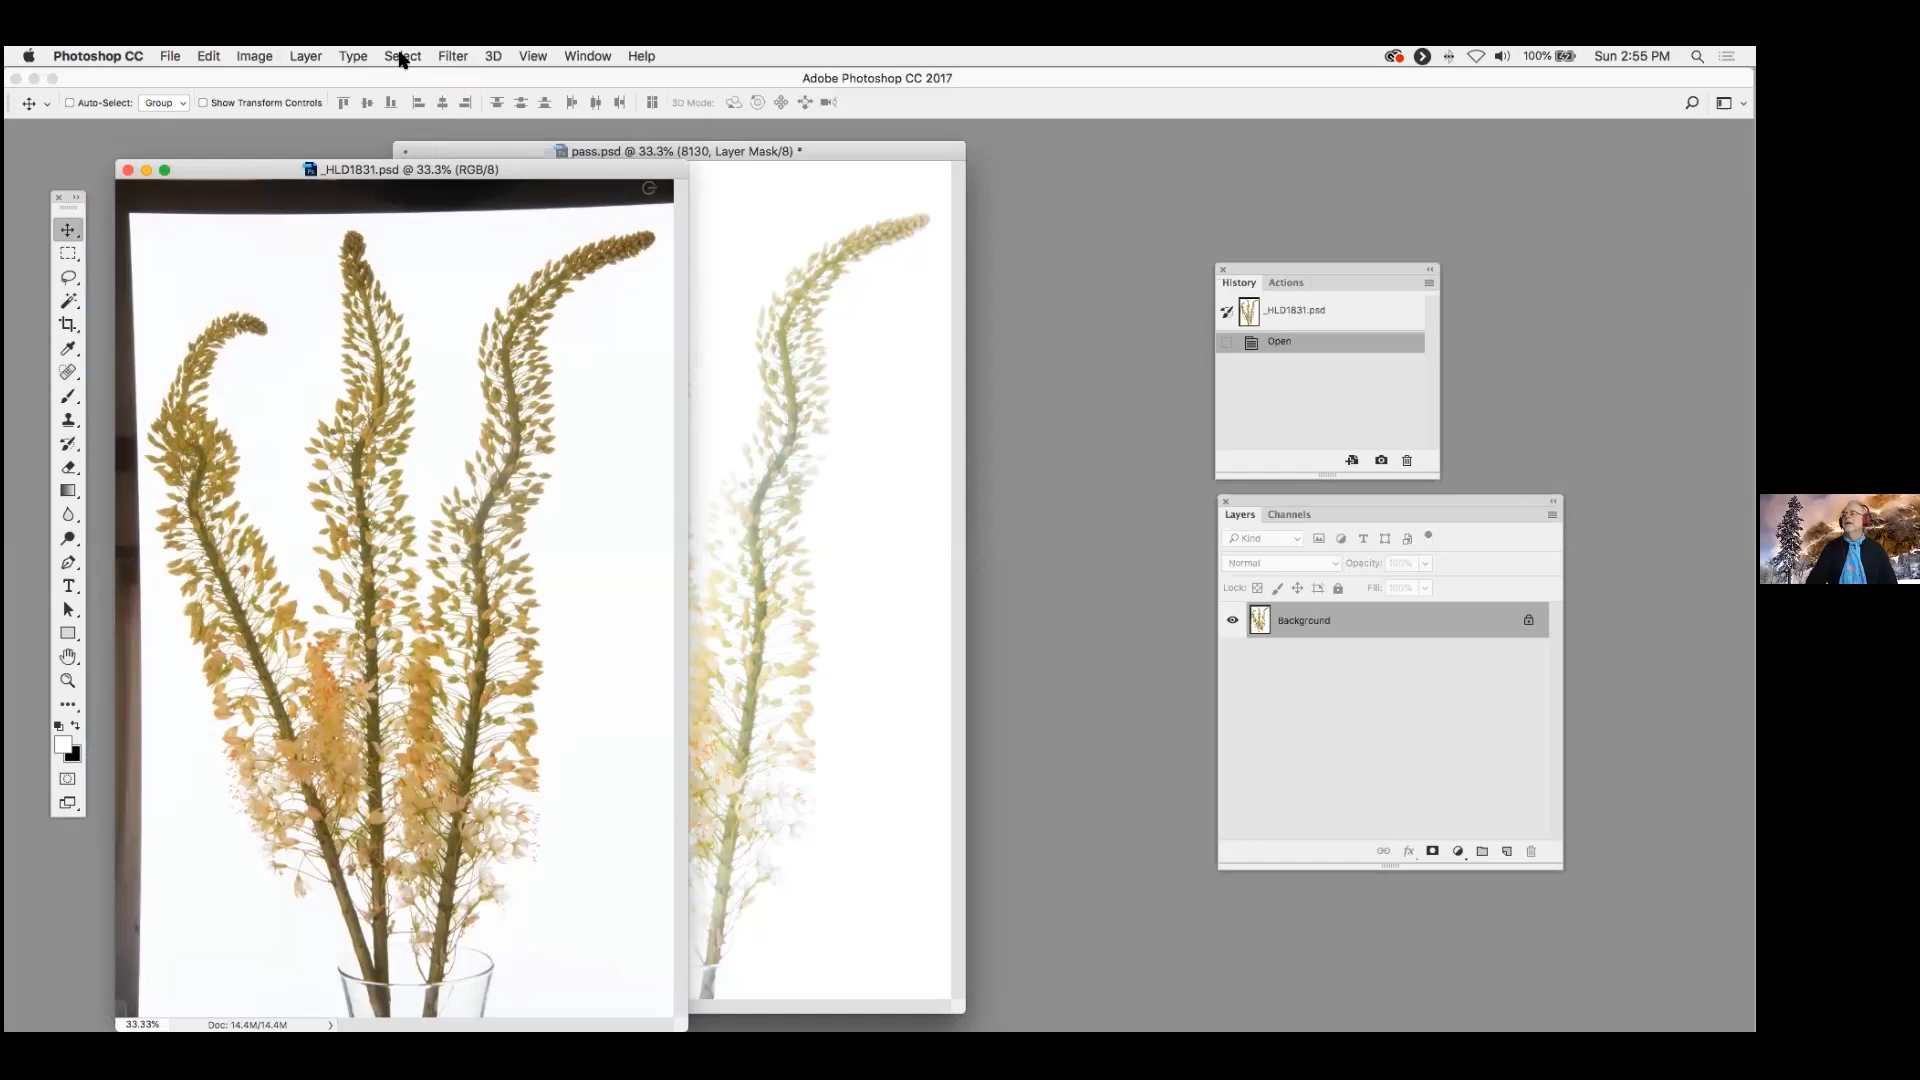 Photoshop CC File Edit Image Layer Type Select Filter 3D View Window Help 100% Sun 2:55 PM
Adobe Photoshop CC 2017
Auto-Select: Group Show Transform Controls 3D Mode:
pass.psd @ 33.3% (8130, Layer Mask/8) *
_HLD1831.psd @ 33.3% (RGB/8)
History Actions
_HLD1831.psd
Open
Layers Channels
Kind
Normal Opacity: 100%
Lock: Fill: 100%
Background
33.33% Doc: 14.4M/14.4M